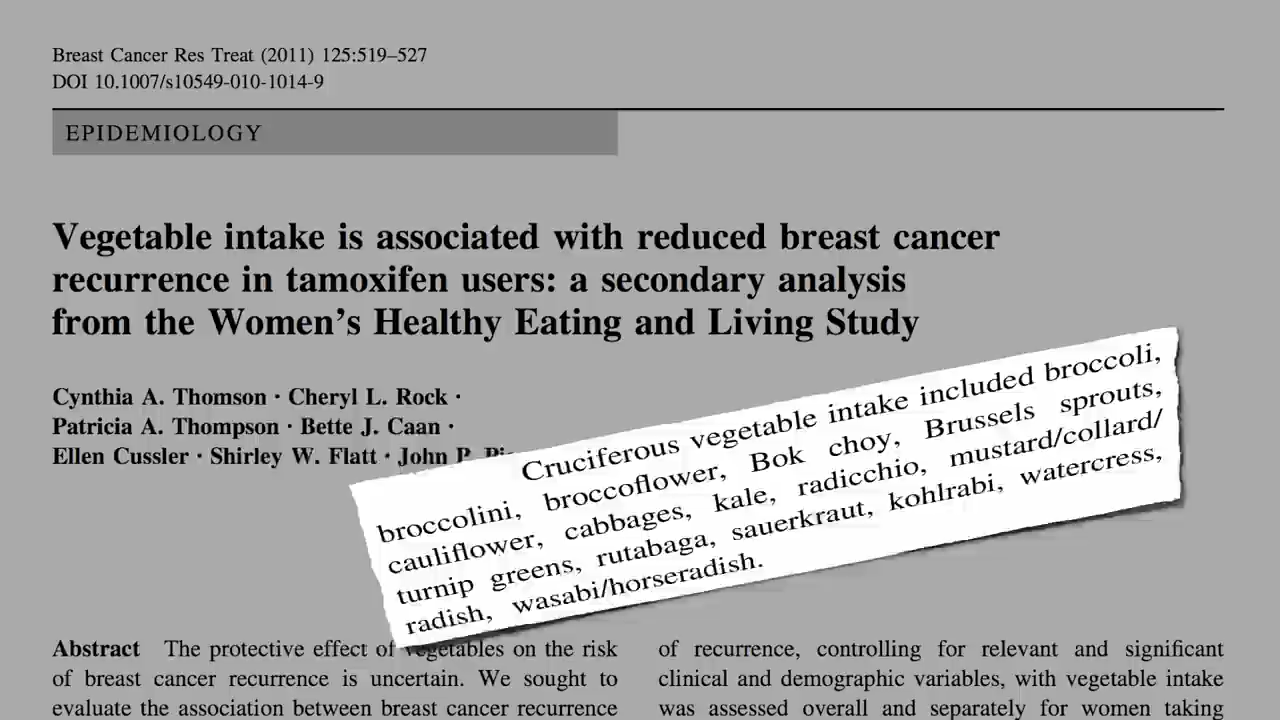 Breast Cancer Res Treat (2011) 125:519–527
DOI 10.1007/s10549-010-1014-9
EPIDEMIOLOGY
Vegetable intake is associated with reduced breast cancer
recurrence in tamoxifen users: a secondary analysis
from the Women’s Healthy Eating and Living Study
Cynthia A. Thomson · Cheryl L. Rock ·
Patricia A. Thompson · Bette J. Caan ·
Ellen Cussler · Shirley W. Flatt · John P.
Cruciferous vegetable intake included broccoli,
broccolini, broccoflower, Bok choy, Brussels sprouts,
cauliflower, cabbages, kale, radicchio, mustard/collard/
turnip greens, rutabaga, sauerkraut, kohlrabi, watercress,
radish, wasabi/horseradish.
Abstract The protective effect of vegetables on the risk
of breast cancer recurrence is uncertain. We sought to
evaluate the association between breast cancer recurrence
of recurrence, controlling for relevant and significant
clinical and demographic variables, with vegetable intake
was assessed overall and separately for women taking